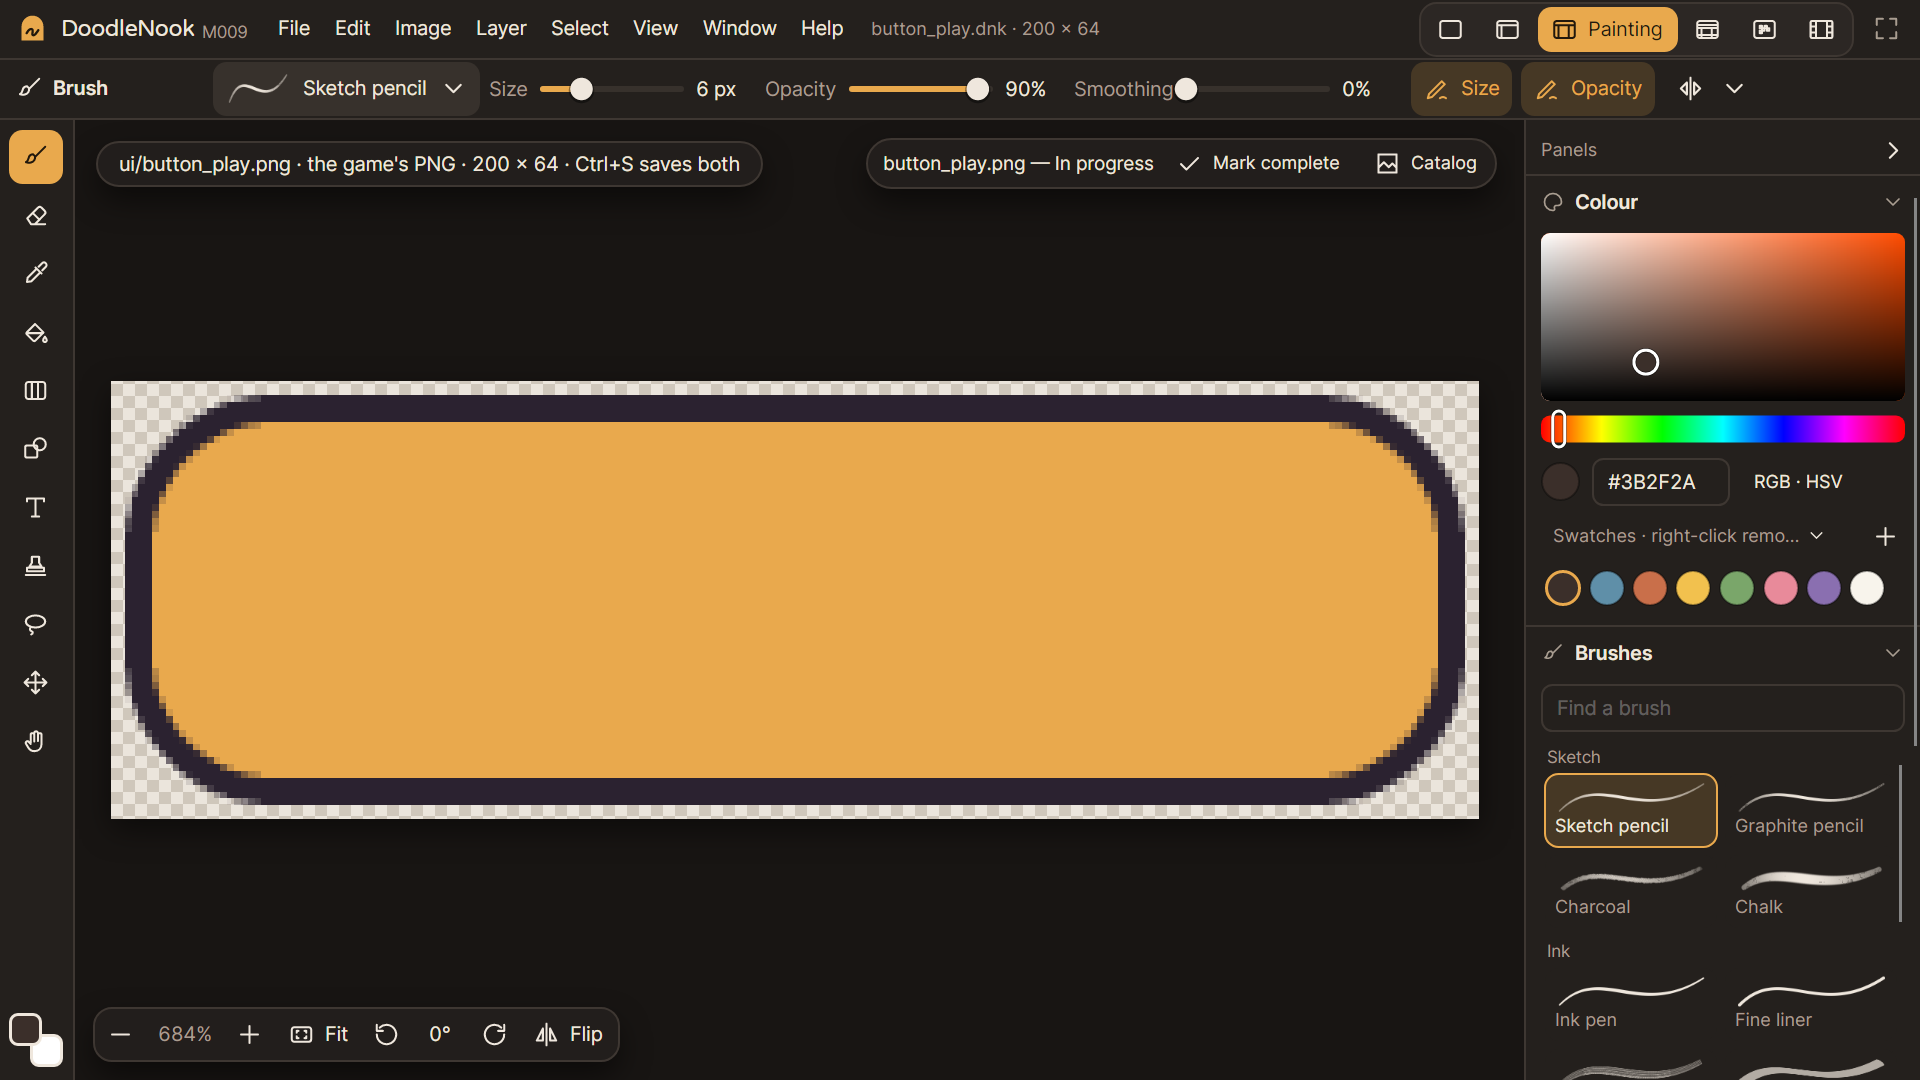 DoodleNook M009 File Edit Image Layer Select View Window Help button_play.dnk · 200 × 64 Painting
Brush Sketch pencil Size 6 px Opacity 90% Smoothing 0% Size Opacity
ui/button_play.png · the game's PNG · 200 × 64 · Ctrl+S saves both
button_play.png — In progress Mark complete Catalog
Panels
Colour
#3B2F2A RGB · HSV
Swatches · right-click remo...
Brushes
Find a brush
Sketch
Sketch pencil Graphite pencil
Charcoal Chalk
Ink
Ink pen Fine liner
684% Fit 0° Flip